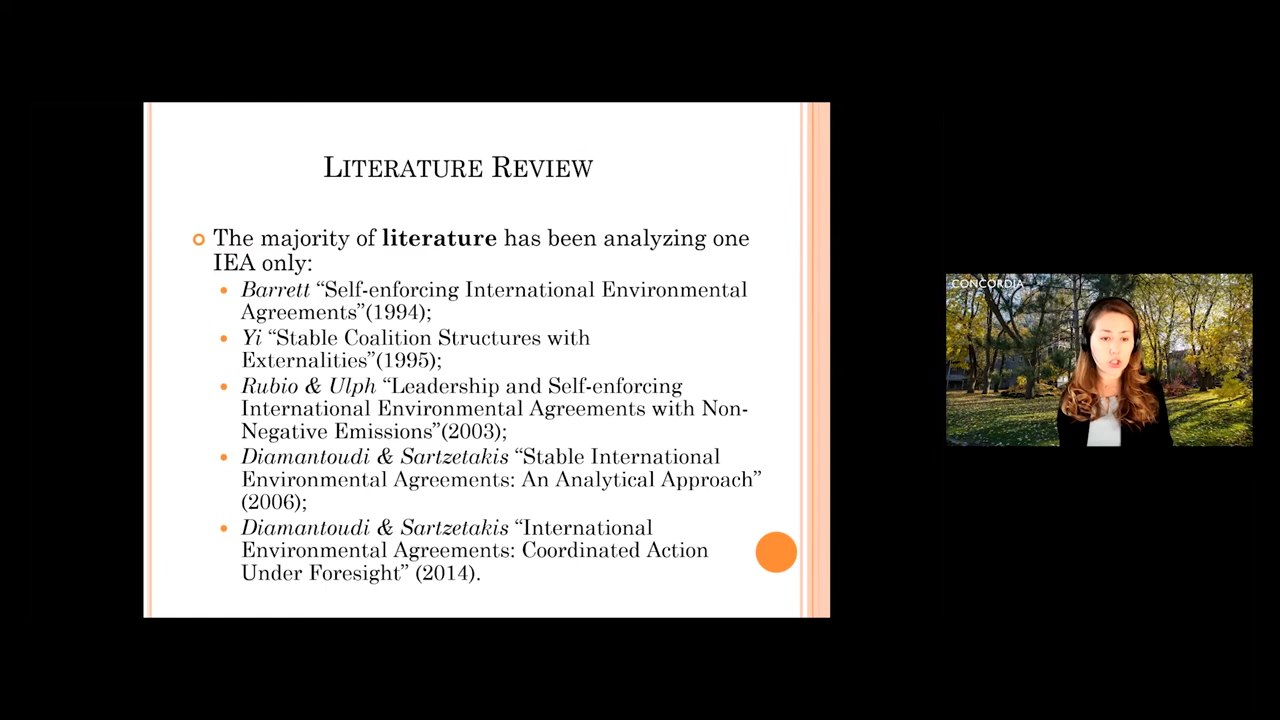 LITERATURE REVIEW
The majority of literature has been analyzing one
IEA only:
Barrett “Self-enforcing International Environmental
Agreements”(1994);
Yi “Stable Coalition Structures with
Externalities”(1995);
Rubio & Ulph “Leadership and Self-enforcing
International Environmental Agreements with Non-
Negative Emissions”(2003);
Diamantoudi & Sartzetakis “Stable International
Environmental Agreements: An Analytical Approach”
(2006);
Diamantoudi & Sartzetakis “International
Environmental Agreements: Coordinated Action
Under Foresight” (2014).
CONCORDIA